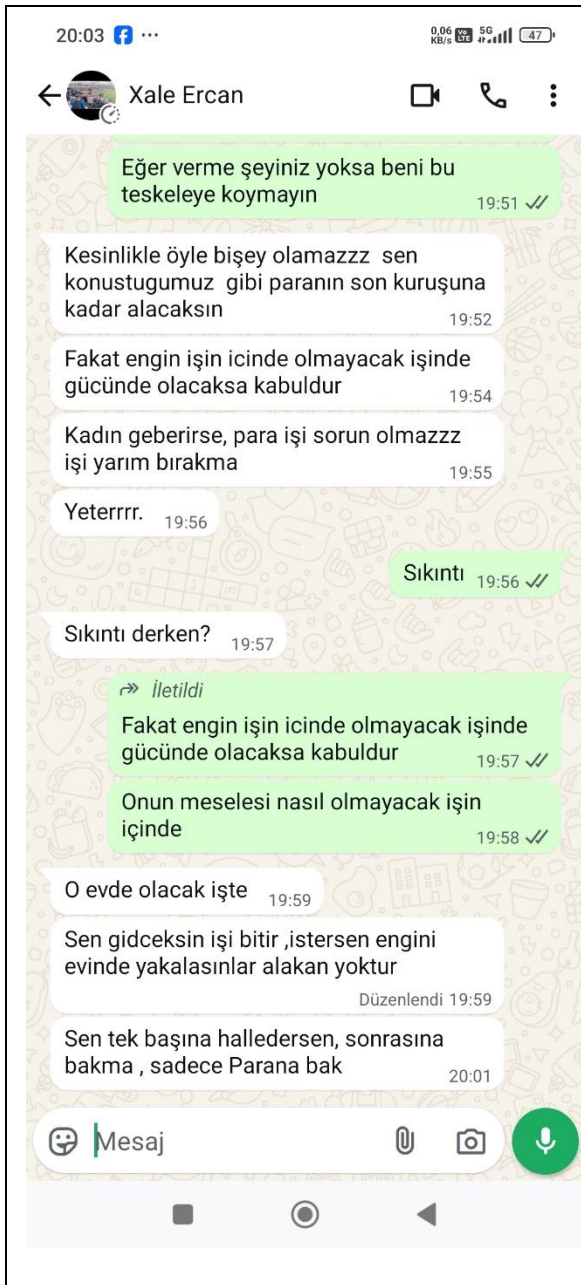 20:03 ... 0,06 KB/s Vo LTE 5G 47
Xale Ercan
Eğer verme şeyiniz yoksa beni bu
teskeleye koymayın
19:51
Kesinlikle öyle bişey olamazzz sen
konustugumuz gibi paranın son kuruşuna
kadar alacaksın
19:52
Fakat engin işin icinde olmayacak işinde
gücünde olacaksa kabuldur
19:54
Kadın geberirse, para işi sorun olmazzz
işi yarım bırakma
19:55
Yeterrrr. 19:56
Sıkıntı 19:56
Sıkıntı derken? 19:57
İletildi
Fakat engin işin icinde olmayacak işinde
gücünde olacaksa kabuldur
19:57
Onun meselesi nasıl olmayacak işin
içinde
19:58
O evde olacak işte 19:59
Sen gidceksin işi bitir ,istersen engini
evinde yakalasınlar alakan yoktur
Düzenlendi 19:59
Sen tek başına halledersen, sonrasına
bakma , sadece Parana bak
20:01
Mesaj